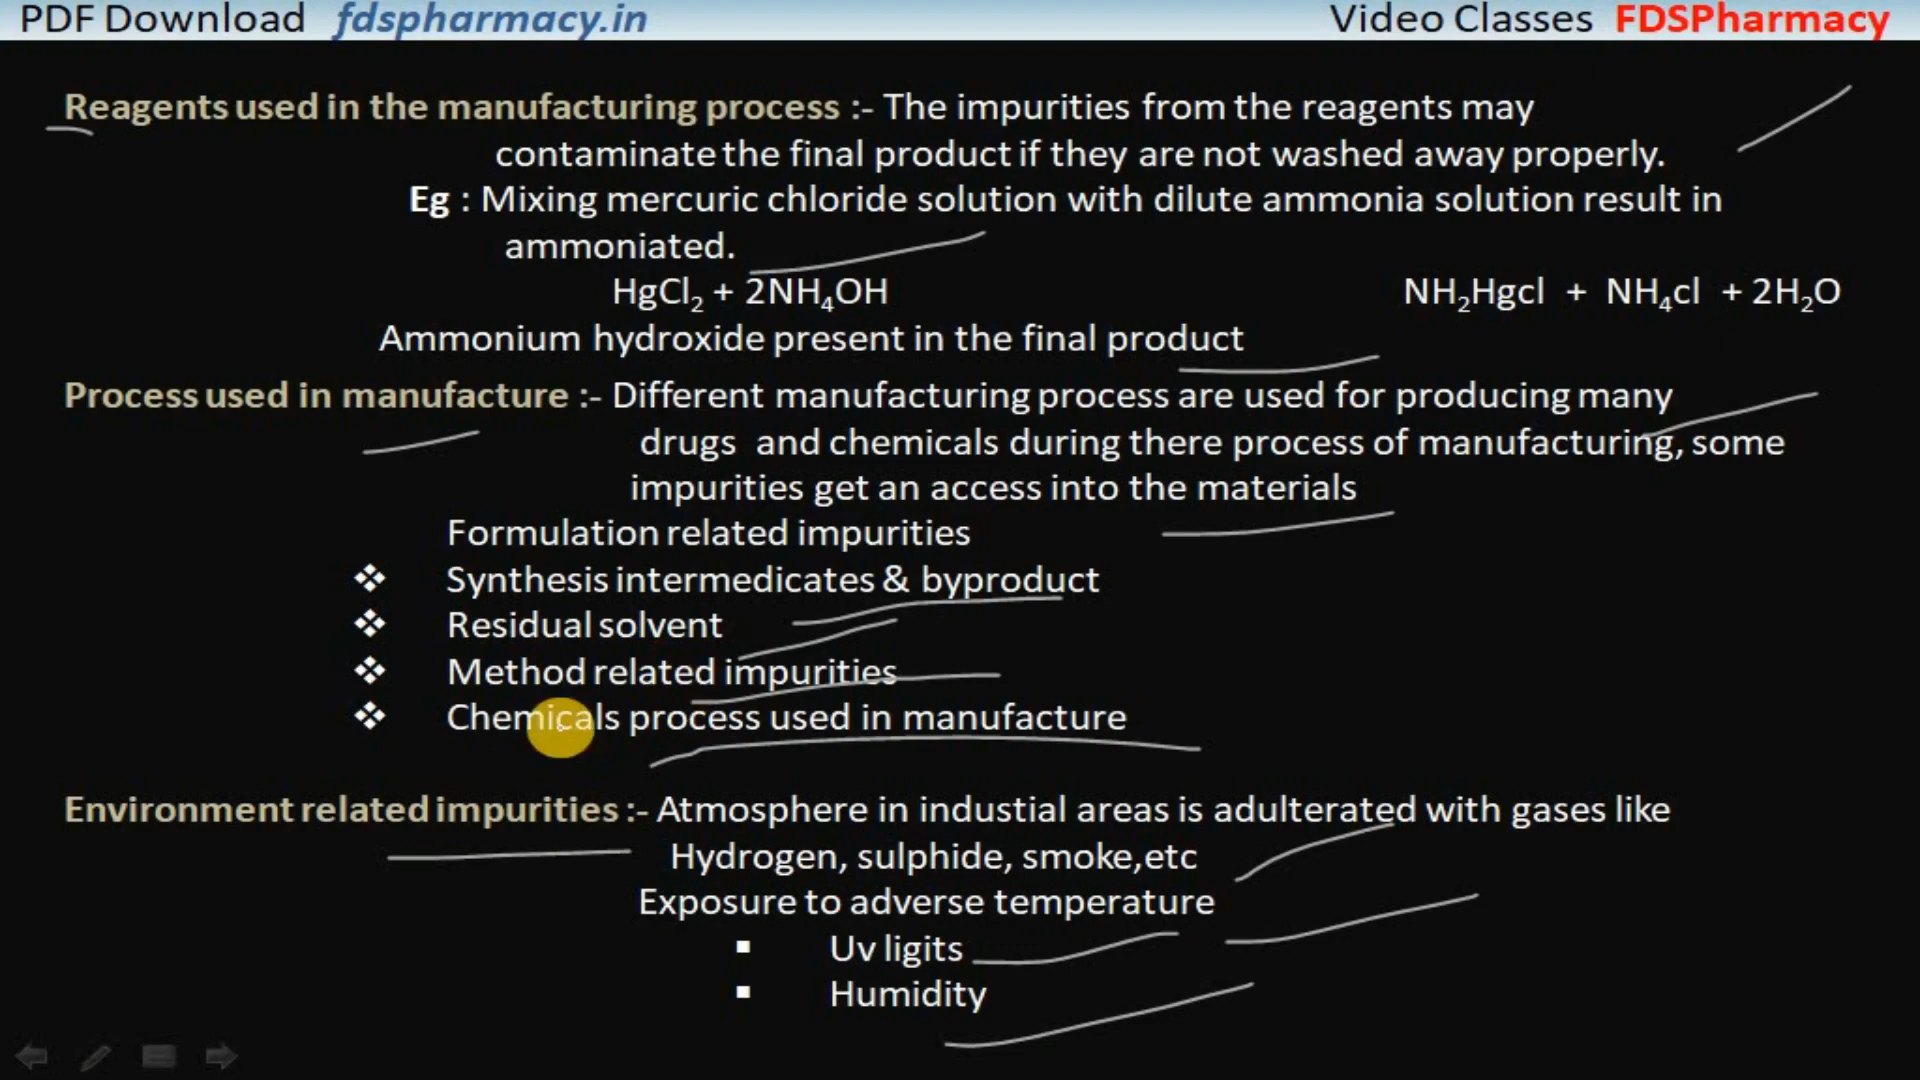 PDF Download fdspharmacy.in Video Classes FDSPharmacy
Reagents used in the manufacturing process :- The impurities from the reagents may
contaminate the final product if they are not washed away properly.
Eg : Mixing mercuric chloride solution with dilute ammonia solution result in
ammoniated.
HgCl₂ + 2NH₄OH NH₂Hgcl + NH₄cl + 2H₂O
Ammonium hydroxide present in the final product
Process used in manufacture :- Different manufacturing process are used for producing many
drugs and chemicals during there process of manufacturing, some
impurities get an access into the materials
Formulation related impurities
❖ Synthesis intermedicates & byproduct
❖ Residual solvent
❖ Method related impurities
❖ Chemicals process used in manufacture
Environment related impurities :- Atmosphere in industial areas is adulterated with gases like
Hydrogen, sulphide, smoke,etc
Exposure to adverse temperature
▪ Uv ligits
▪ Humidity